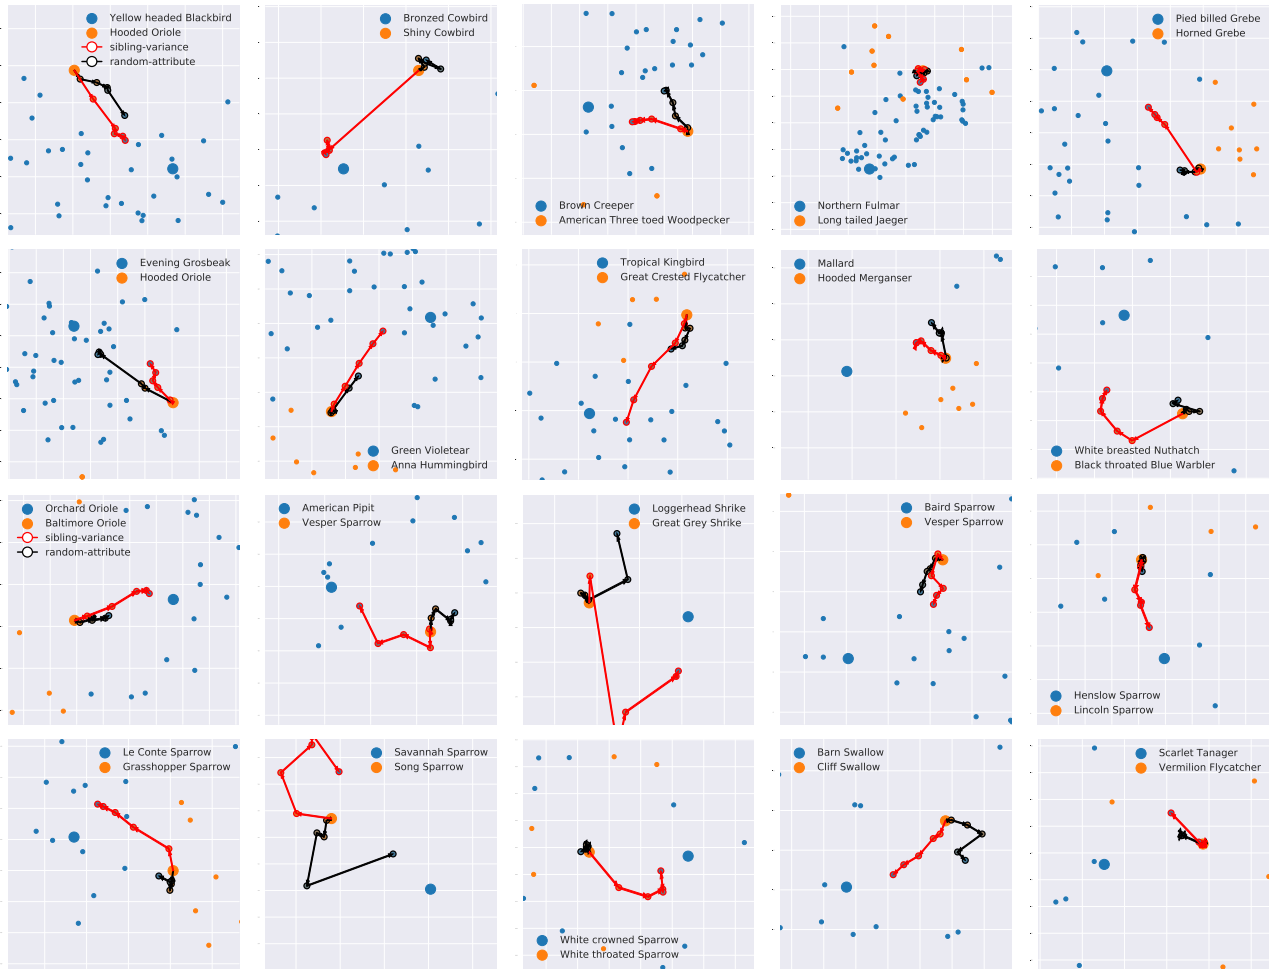 Yellow headed Blackbird
Hooded Oriole
sibling-variance
random-attribute
Bronzed Cowbird
Shiny Cowbird
Brown Creeper
American Three toed Woodpecker
Northern Fulmar
Long tailed Jaeger
Pied billed Grebe
Horned Grebe
Evening Grosbeak
Hooded Oriole
Green Violetear
Anna Hummingbird
Tropical Kingbird
Great Crested Flycatcher
Mallard
Hooded Merganser
White breasted Nuthatch
Black throated Blue Warbler
Orchard Oriole
Baltimore Oriole
sibling-variance
random-attribute
American Pipit
Vesper Sparrow
Loggerhead Shrike
Great Grey Shrike
Baird Sparrow
Vesper Sparrow
Henslow Sparrow
Lincoln Sparrow
Le Conte Sparrow
Grasshopper Sparrow
Savannah Sparrow
Song Sparrow
White crowned Sparrow
White throated Sparrow
Barn Swallow
Cliff Swallow
Scarlet Tanager
Vermilion Flycatcher